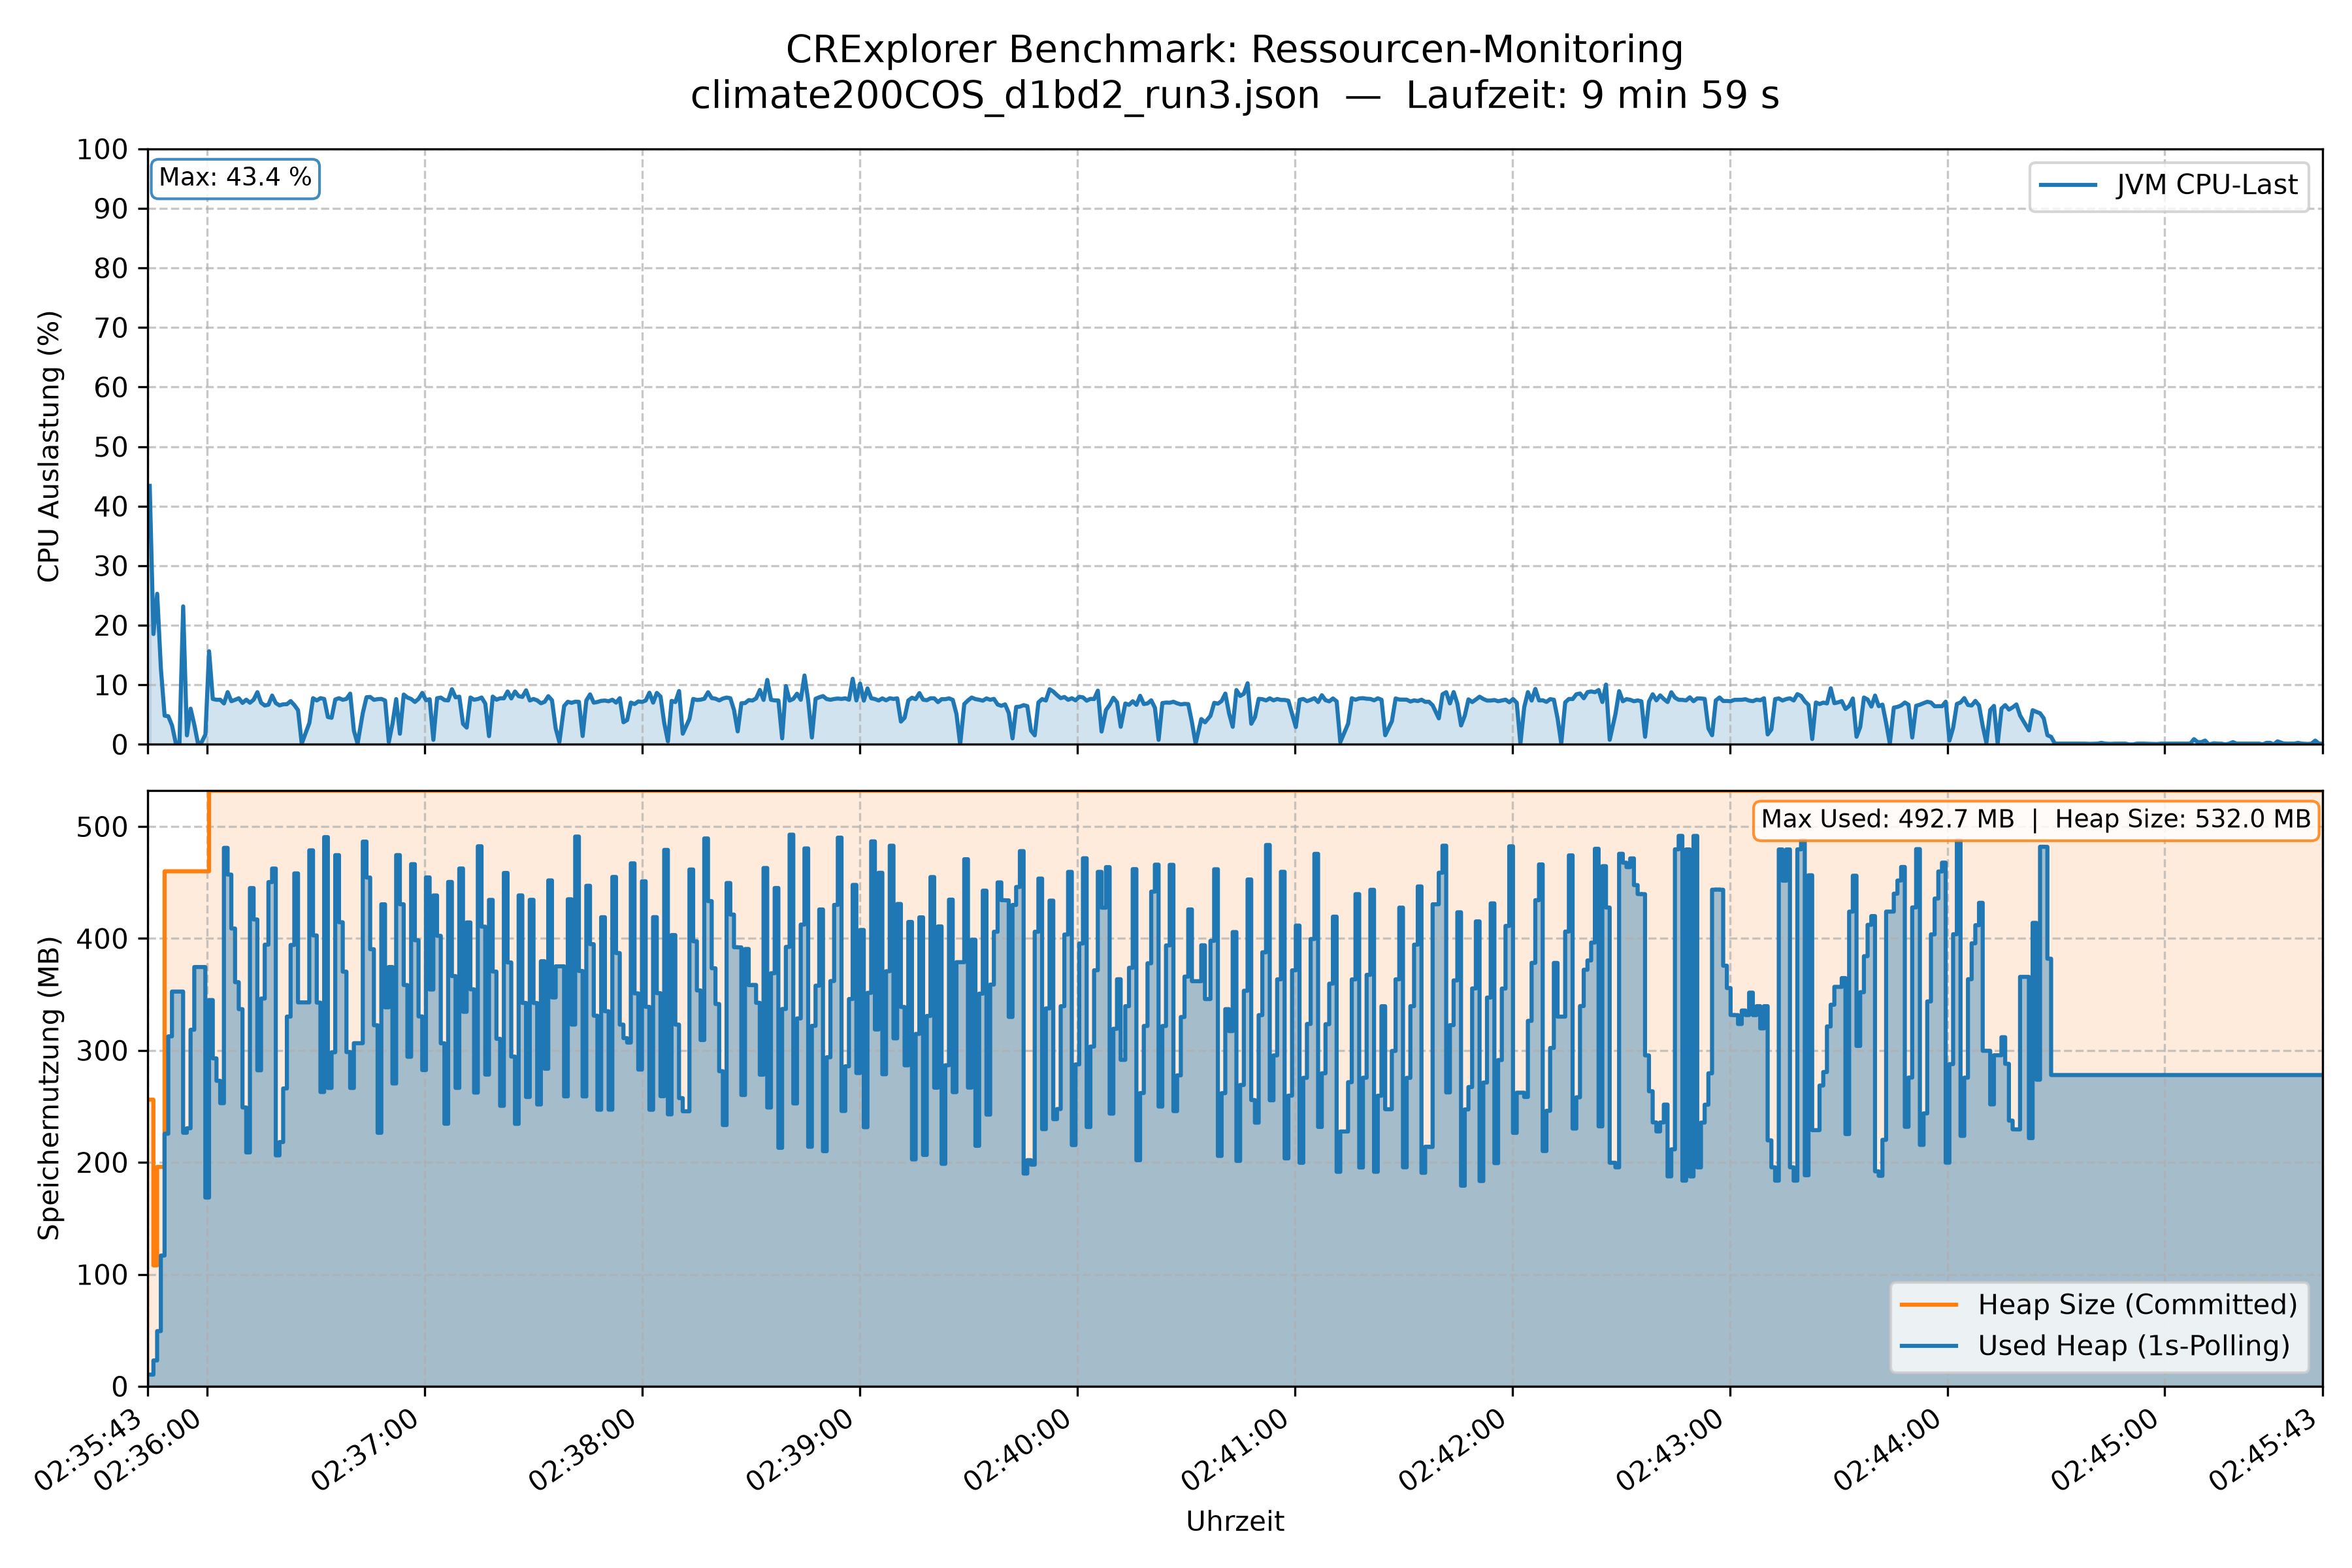 CRExplorer Benchmark: Ressourcen-Monitoring
climate200COS_d1bd2_run3.json — Laufzeit: 9 min 59 s
Max: 43.4 %
JVM CPU-Last
CPU Auslastung (%)
100
90
80
70
60
50
40
30
20
10
0
Max Used: 492.7 MB | Heap Size: 532.0 MB
Speichernutzung (MB)
500
400
300
200
100
0
Heap Size (Committed)
Used Heap (1s-Polling)
02:35:43
02:36:00
02:37:00
02:38:00
02:39:00
02:40:00
02:41:00
02:42:00
02:43:00
02:44:00
02:45:00
02:45:43
Uhrzeit